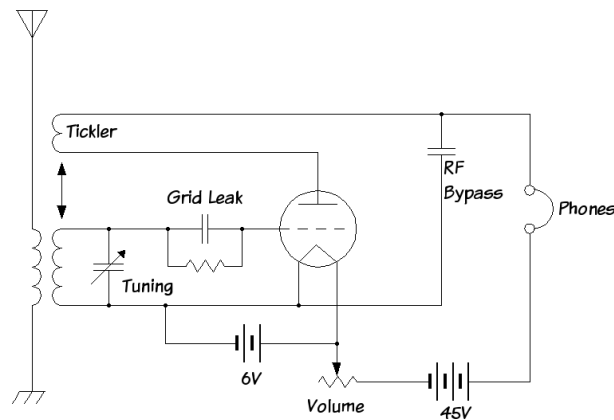 Tickler
Grid Leak
RF
Bypass
Phones
Tuning
6V
Volume
45V